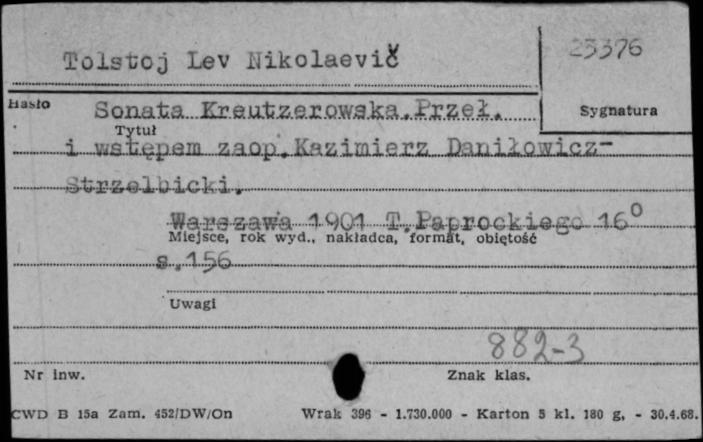 Tolstoj Lev Nikolaevič
23376
Hasło
Sonata Kreutzerowska.Przeł.
Sygnatura
Tytuł
i wstępem zaop.Kazimierz Daniłowicz-
Strzelbicki.
Warszawa 1901 T.Paprockiego 16⁰
Miejsce, rok wyd., nakładca, format, objętość
s.156
Uwagi
882-3
Nr inw.
Znak klas.
CWD B 15a Zam. 452/DW/On Wrak 396 - 1.730.000 - Karton 5 kl. 180 g, - 30.4.68.